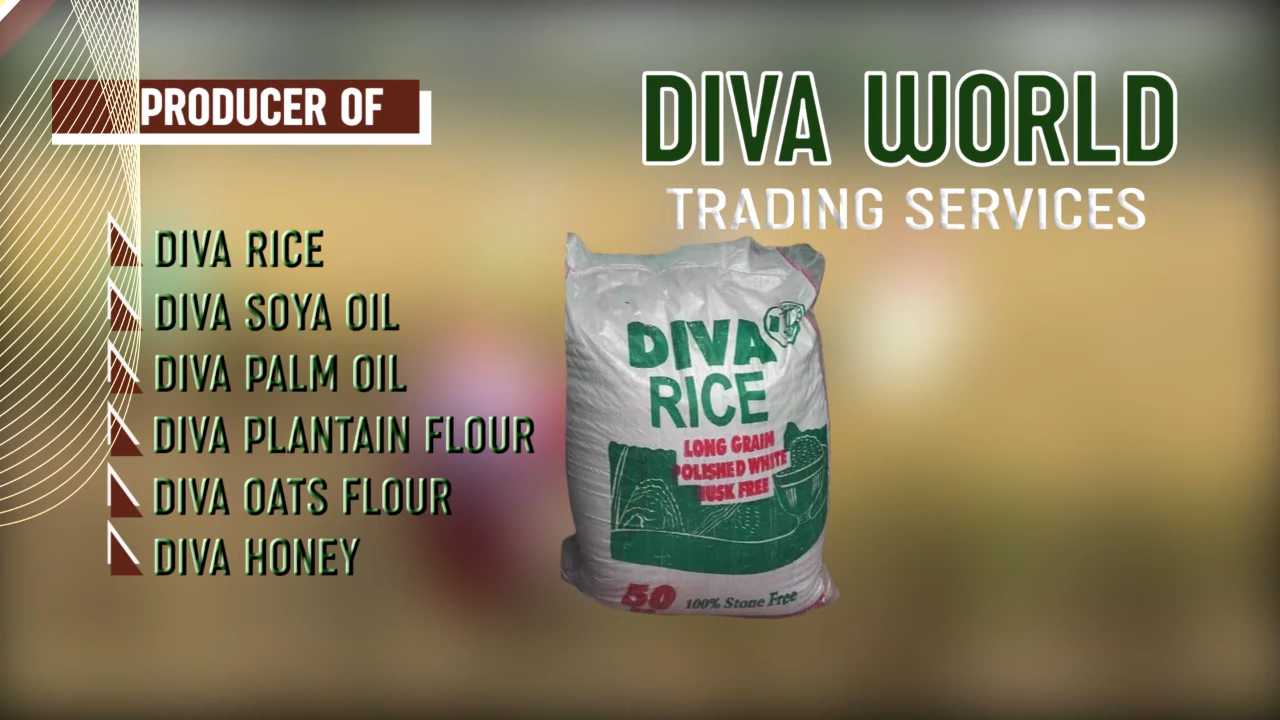 PRODUCER OF
DIVA RICE
DIVA SOYA OIL
DIVA PALM OIL
DIVA PLANTAIN FLOUR
DIVA OATS FLOUR
DIVA HONEY
DIVA WORLD
TRADING SERVICES
DIVA
RICE
LONG GRAIN
POLISHED WHITE
HUSK FREE
50
100% Stone Free